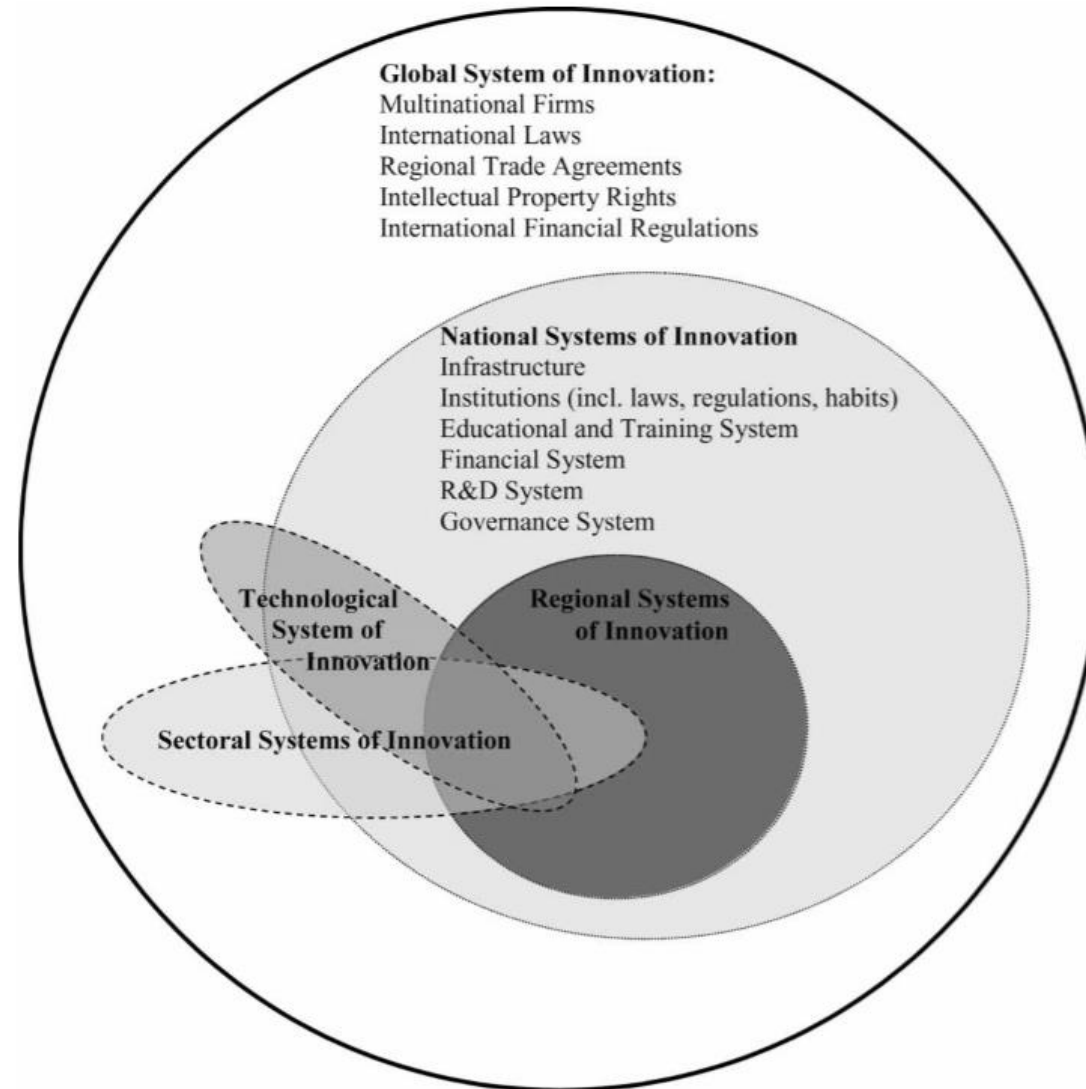 Global System of Innovation:
Multinational Firms
International Laws
Regional Trade Agreements
Intellectual Property Rights
International Financial Regulations
National Systems of Innovation
Infrastructure
Institutions (incl. laws, regulations, habits)
Educational and Training System
Financial System
R&D System
Governance System
Technological
System of
Innovation
Regional Systems
of Innovation
Sectoral Systems of Innovation